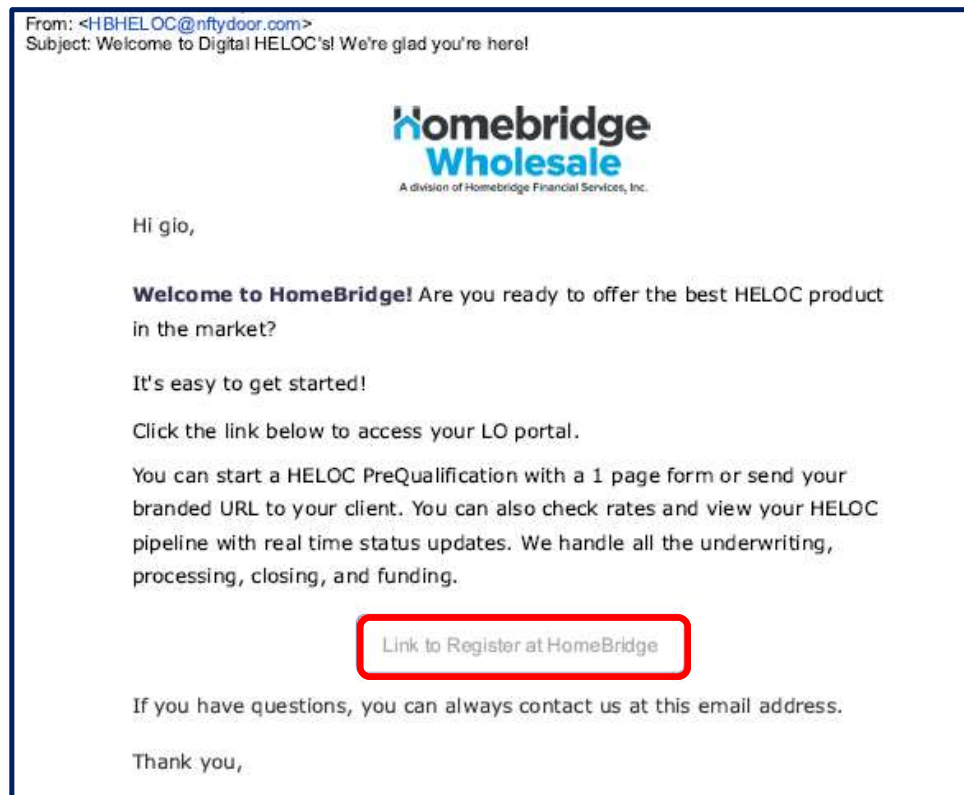 From: <HBHELOC@nftydoor.com>
Subject: Welcome to Digital HELOC's! We're glad you're here!
Homebridge
Wholesale
A division of Homebridge Financial Services, Inc.
Hi gio,
Welcome to HomeBridge! Are you ready to offer the best HELOC product
in the market?
It's easy to get started!
Click the link below to access your LO portal.
You can start a HELOC PreQualification with a 1 page form or send your
branded URL to your client. You can also check rates and view your HELOC
pipeline with real time status updates. We handle all the underwriting,
processing, closing, and funding.
Link to Register at HomeBridge
If you have questions, you can always contact us at this email address.
Thank you,